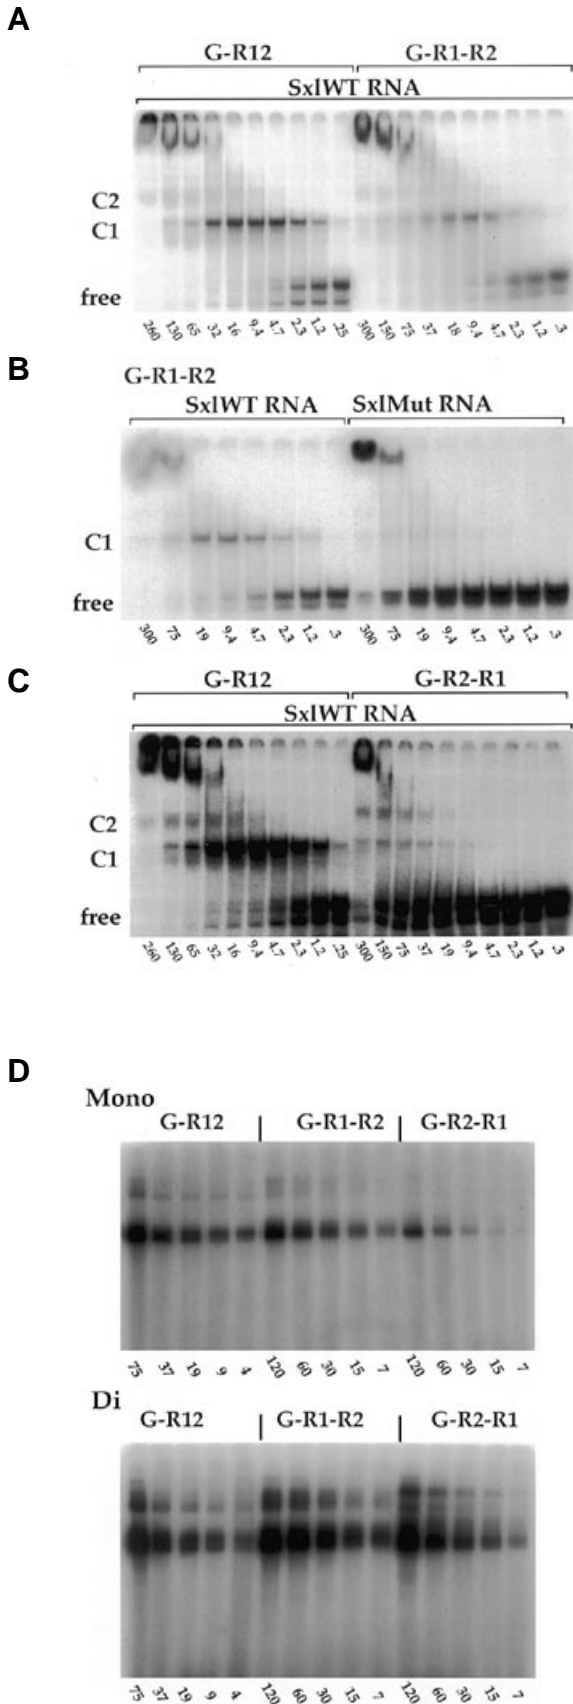 A
G-R12 G-R1-R2
SxlWT RNA
C2
C1
free
260 130 65 32 16 9.4 4.7 2.3 1.2 .25 300 150 75 37 18 9.4 4.7 2.3 1.2 .3
B
G-R1-R2
SxlWT RNA SxlMut RNA
C1
free
300 75 19 9.4 4.7 2.3 1.2 .3 300 75 19 9.4 4.7 2.3 1.2 .3
C
G-R12 G-R2-R1
SxlWT RNA
C2
C1
free
260 130 65 32 16 9.4 4.7 2.3 1.2 .25 300 150 75 37 19 9.4 4.7 2.3 1.2 .3
D
Mono
G-R12 G-R1-R2 G-R2-R1
75 37 19 9 4 120 60 30 15 7 120 60 30 15 7
Di
G-R12 G-R1-R2 G-R2-R1
75 37 19 9 4 120 60 30 15 7 120 60 30 15 7